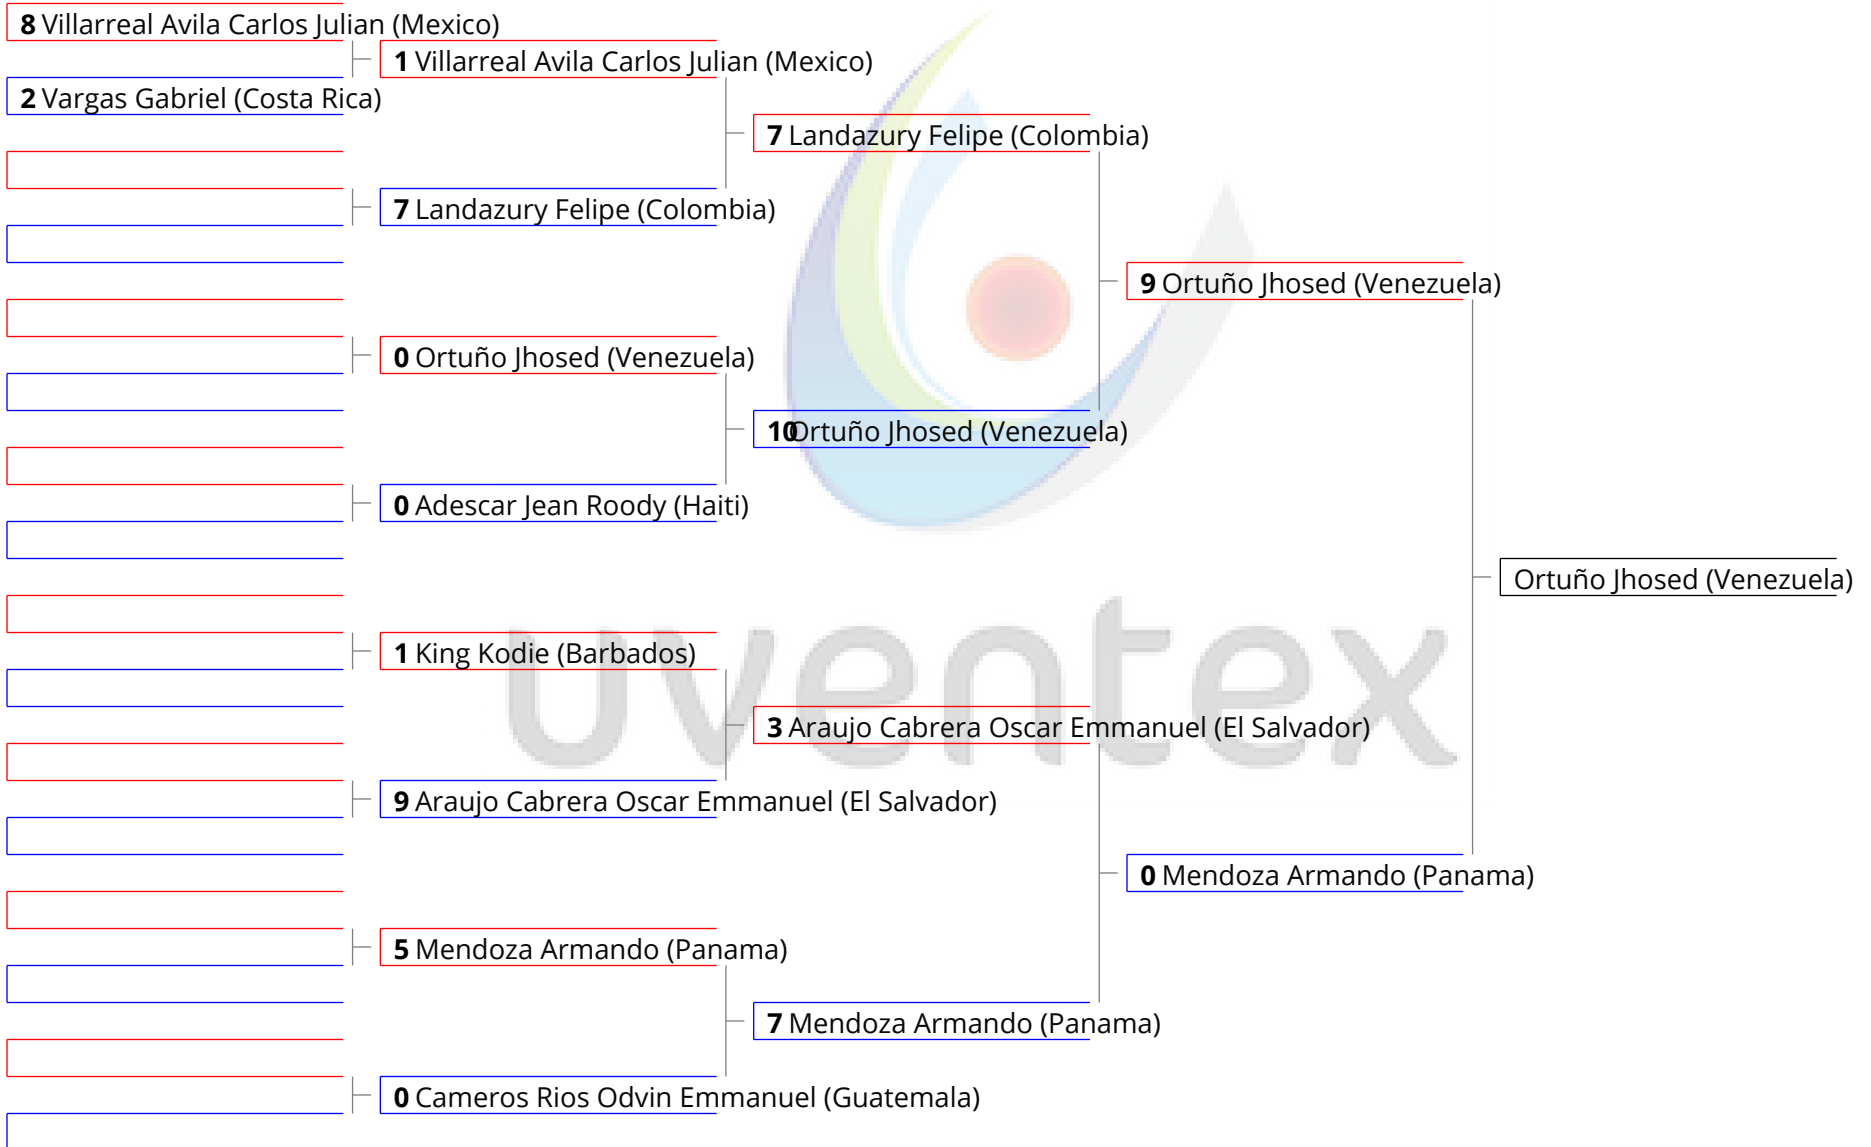 8 Villarreal Avila Carlos Julian (Mexico)
1 Villarreal Avila Carlos Julian (Mexico)
2 Vargas Gabriel (Costa Rica)
7 Landazury Felipe (Colombia)
7 Landazury Felipe (Colombia)
9 Ortuño Jhosed (Venezuela)
0 Ortuño Jhosed (Venezuela)
10 Ortuño Jhosed (Venezuela)
0 Adescar Jean Roody (Haiti)
Ortuño Jhosed (Venezuela)
1 King Kodie (Barbados)
uventex
3 Araujo Cabrera Oscar Emmanuel (El Salvador)
9 Araujo Cabrera Oscar Emmanuel (El Salvador)
0 Mendoza Armando (Panama)
5 Mendoza Armando (Panama)
7 Mendoza Armando (Panama)
0 Cameros Rios Odvin Emmanuel (Guatemala)